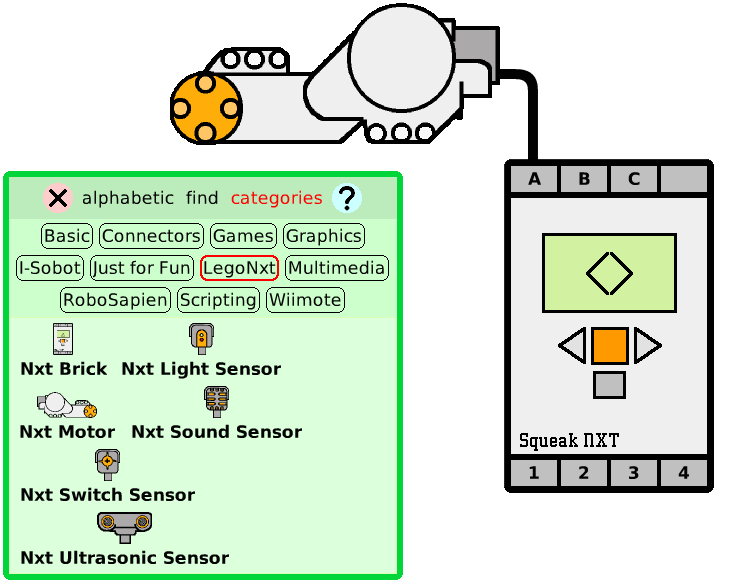 alphabetic find categories ?
Basic Connectors Games Graphics
I-Sobot Just for Fun LegoNxt Multimedia
RoboSapien Scripting Wiimote
Nxt Brick Nxt Light Sensor
Nxt Motor Nxt Sound Sensor
Nxt Switch Sensor
Nxt Ultrasonic Sensor
A B C
Squeak NXT
1 2 3 4